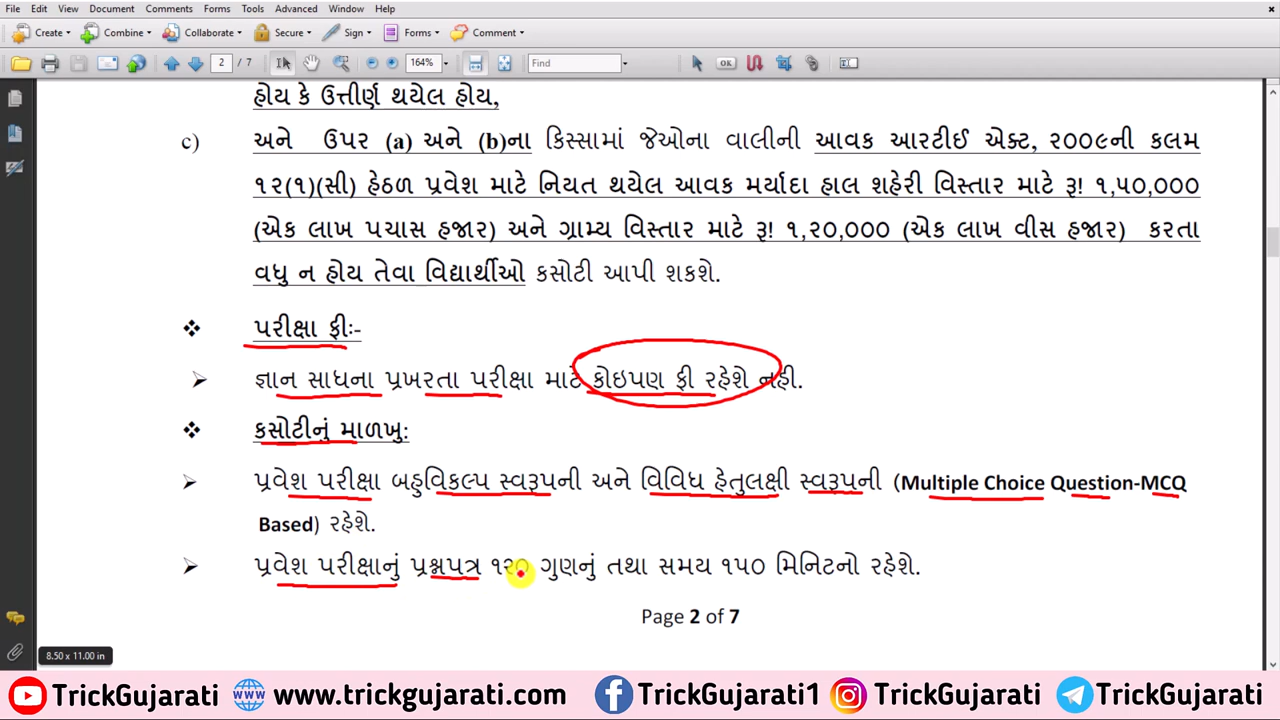 File Edit View Document Comments Forms Tools Advanced Window Help
Create Combine Collaborate Secure Sign Forms Comment
2 / 7 164% Find
હોય કે ઉત્તીર્ણ થયેલ હોય,
c) અને ઉપર (a) અને (b)ના કિસ્સામાં જેઓના વાલીની આવક આરટીઈ એક્ટ, ૨૦૦૯ની કલમ
૧૨(૧)(સી) હેઠળ પ્રવેશ માટે નિયત થયેલ આવક મર્યાદા હાલ શહેરી વિસ્તાર માટે રૂ! ૧,૫૦,૦૦૦
(એક લાખ પચાસ હજાર) અને ગ્રામ્ય વિસ્તાર માટે રૂ! ૧,૨૦,૦૦૦ (એક લાખ વીસ હજાર) કરતા
વધુ ન હોય તેવા વિદ્યાર્થીઓ કસોટી આપી શકશે.
❖ પરીક્ષા ફીઃ-
➢ જ્ઞાન સાધના પ્રખરતા પરીક્ષા માટે કોઇપણ ફી રહેશે નહી.
❖ કસોટીનું માળખુ:
➢ પ્રવેશ પરીક્ષા બહુવિકલ્પ સ્વરૂપની અને વિવિધ હેતુલક્ષી સ્વરૂપની (Multiple Choice Question-MCQ
Based) રહેશે.
➢ પ્રવેશ પરીક્ષાનું પ્રશ્નપત્ર ૧૨૦ ગુણનું તથા સમય ૧૫૦ મિનિટનો રહેશે.
Page 2 of 7
8.50 x 11.00 in
TrickGujarati www.trickgujarati.com TrickGujarati1 TrickGujarati TrickGujarati